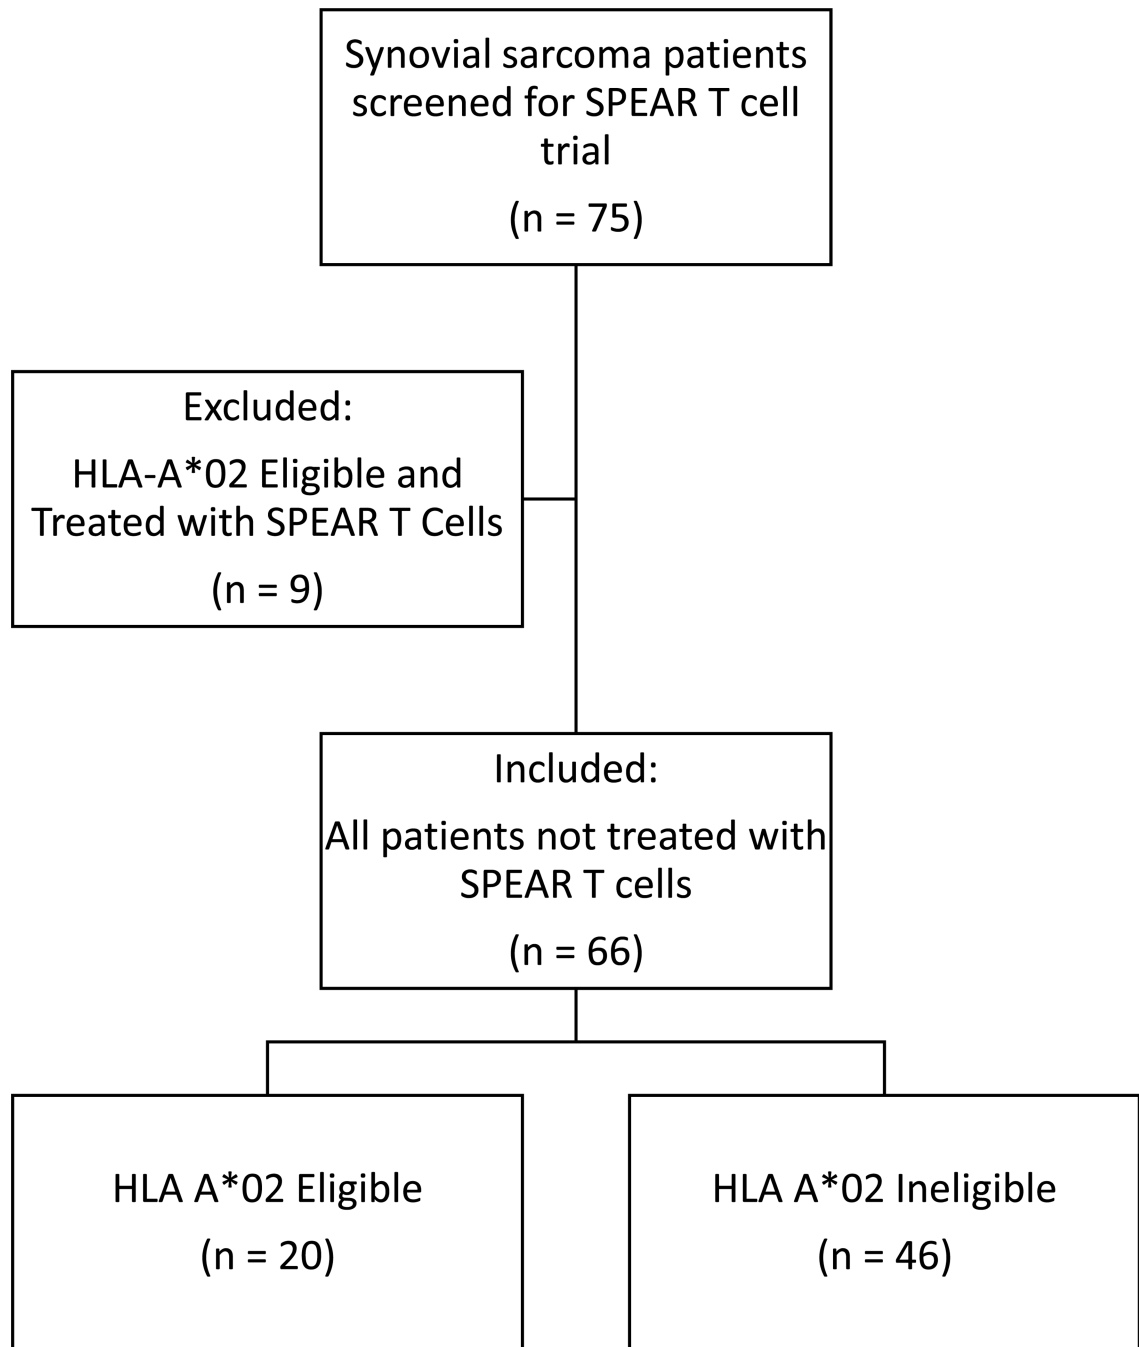 Synovial sarcoma patients
screened for SPEAR T cell
trial
(n = 75)
Excluded:
HLA-A*02 Eligible and
Treated with SPEAR T Cells
(n = 9)
Included:
All patients not treated with
SPEAR T cells
(n = 66)
HLA A*02 Eligible
(n = 20)
HLA A*02 Ineligible
(n = 46)